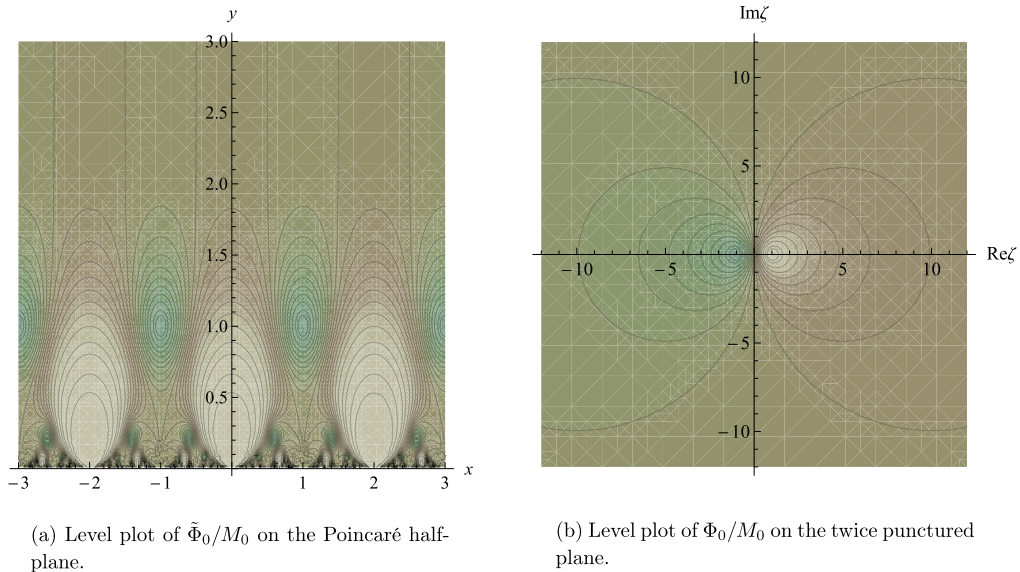 y
3.0
2.5
2.0
1.5
1.0
0.5
−3 −2 −1 1 2 3 x
(a) Level plot of Φ̃₀/M₀ on the Poincaré half-
plane.
Imζ
10
5
−10 −5 5 10 Reζ
−5
−10
(b) Level plot of Φ₀/M₀ on the twice punctured
plane.